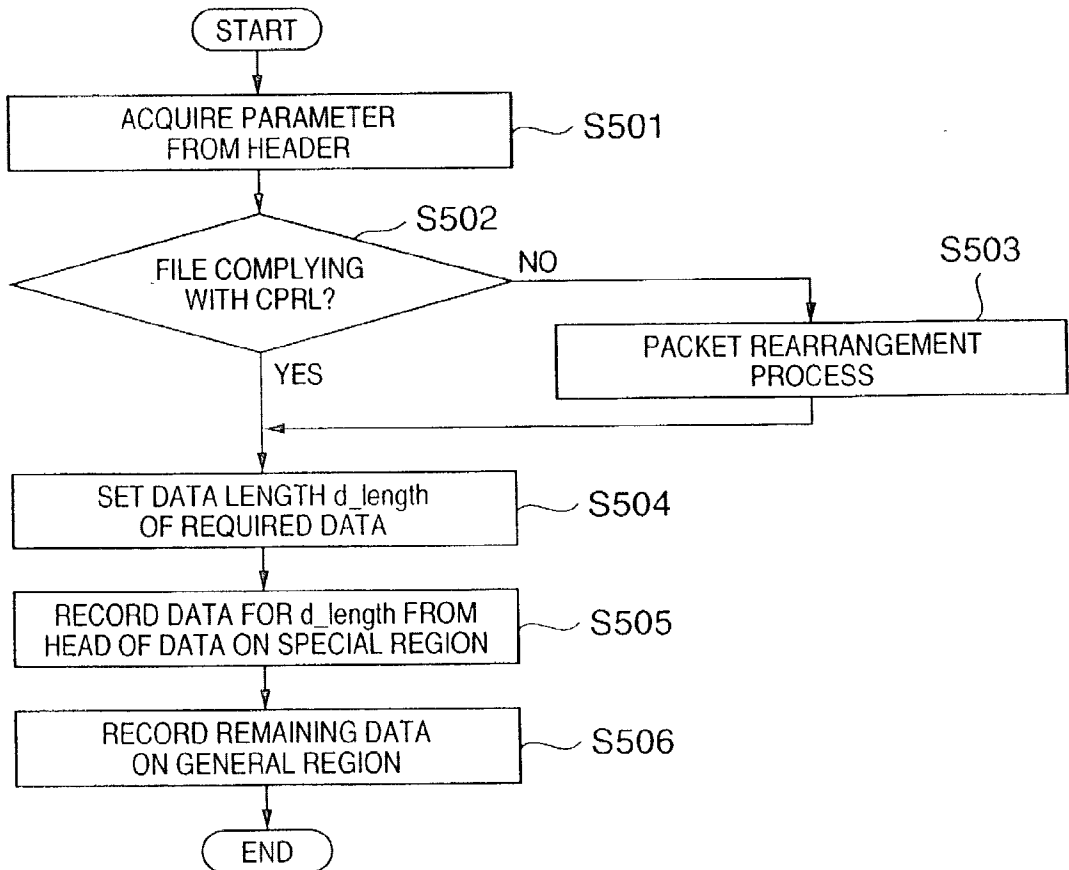 START
ACQUIRE PARAMETER
FROM HEADER
S501
S502
FILE COMPLYING
WITH CPRL?
NO
S503
PACKET REARRANGEMENT
PROCESS
YES
SET DATA LENGTH d_length
OF REQUIRED DATA
S504
RECORD DATA FOR d_length FROM
HEAD OF DATA ON SPECIAL REGION
S505
RECORD REMAINING DATA
ON GENERAL REGION
S506
END